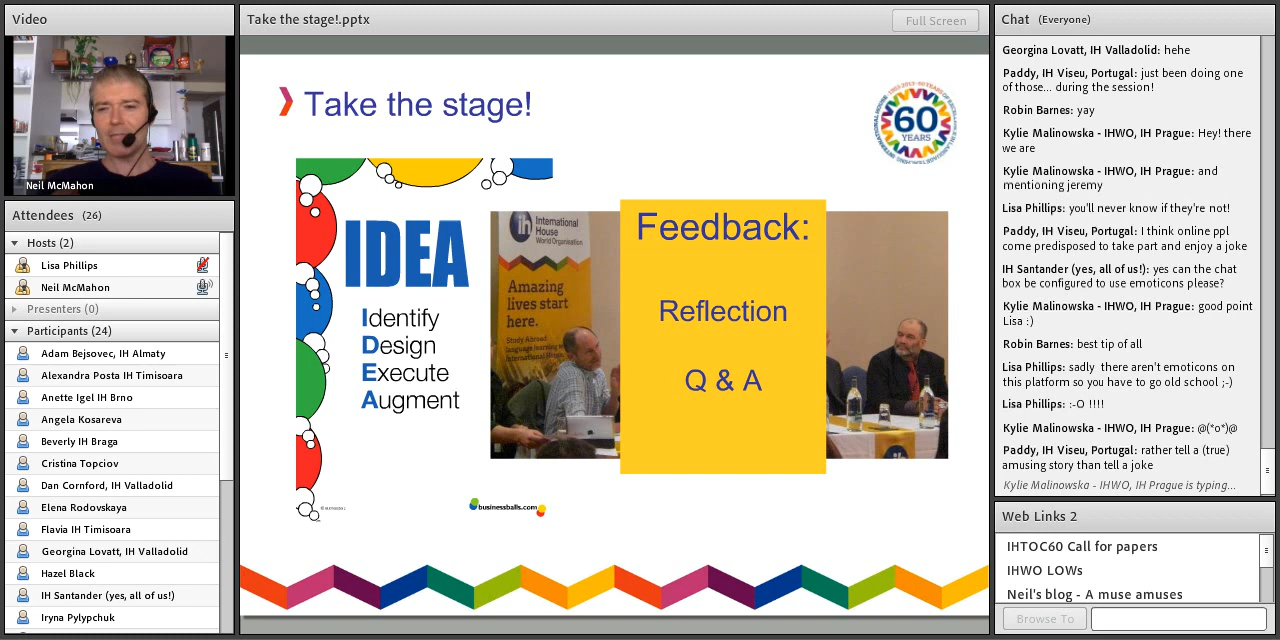 Video
Neil McMahon
Attendees (26)
Hosts (2)
Lisa Phillips
Neil McMahon
Presenters (0)
Participants (24)
Adam Bejsovec, IH Almaty
Alexandra Posta IH Timisoara
Anette Igel IH Brno
Angela Kosareva
Beverly IH Braga
Cristina Topciov
Dan Cornford, IH Valladolid
Elena Rodovskaya
Flavia IH Timisoara
Georgina Lovatt, IH Valladolid
Hazel Black
IH Santander (yes, all of us!)
Iryna Pylypchuk
Take the stage!.pptx
Full Screen
Take the stage!
60
YEARS
IDEA
Identify
Design
Execute
Augment
businessballs.com
ih International
House
World Organisation
Amazing
lives start
here.
Study Abroad
Feedback:
Reflection
Q & A
Chat (Everyone)
Georgina Lovatt, IH Valladolid: hehe
Paddy, IH Viseu, Portugal: just been doing one
of those... during the session!
Robin Barnes: yay
Kylie Malinowska - IHWO, IH Prague: Hey! there
we are
Kylie Malinowska - IHWO, IH Prague: and
mentioning jeremy
Lisa Phillips: you'll never know if they're not!
Paddy, IH Viseu, Portugal: I think online ppl
come predisposed to take part and enjoy a joke
IH Santander (yes, all of us!): yes can the chat
box be configured to use emoticons please?
Kylie Malinowska - IHWO, IH Prague: good point
Lisa :)
Robin Barnes: best tip of all
Lisa Phillips: sadly there aren't emoticons on
this platform so you have to go old school ;-)
Lisa Phillips: :-O !!!!
Kylie Malinowska - IHWO, IH Prague: @(*o*)@
Paddy, IH Viseu, Portugal: rather tell a (true)
amusing story than tell a joke
Kylie Malinowska - IHWO, IH Prague is typing...
Web Links 2
IHTOC60 Call for papers
IHWO LOWs
Neil's blog - A muse amuses
Browse To